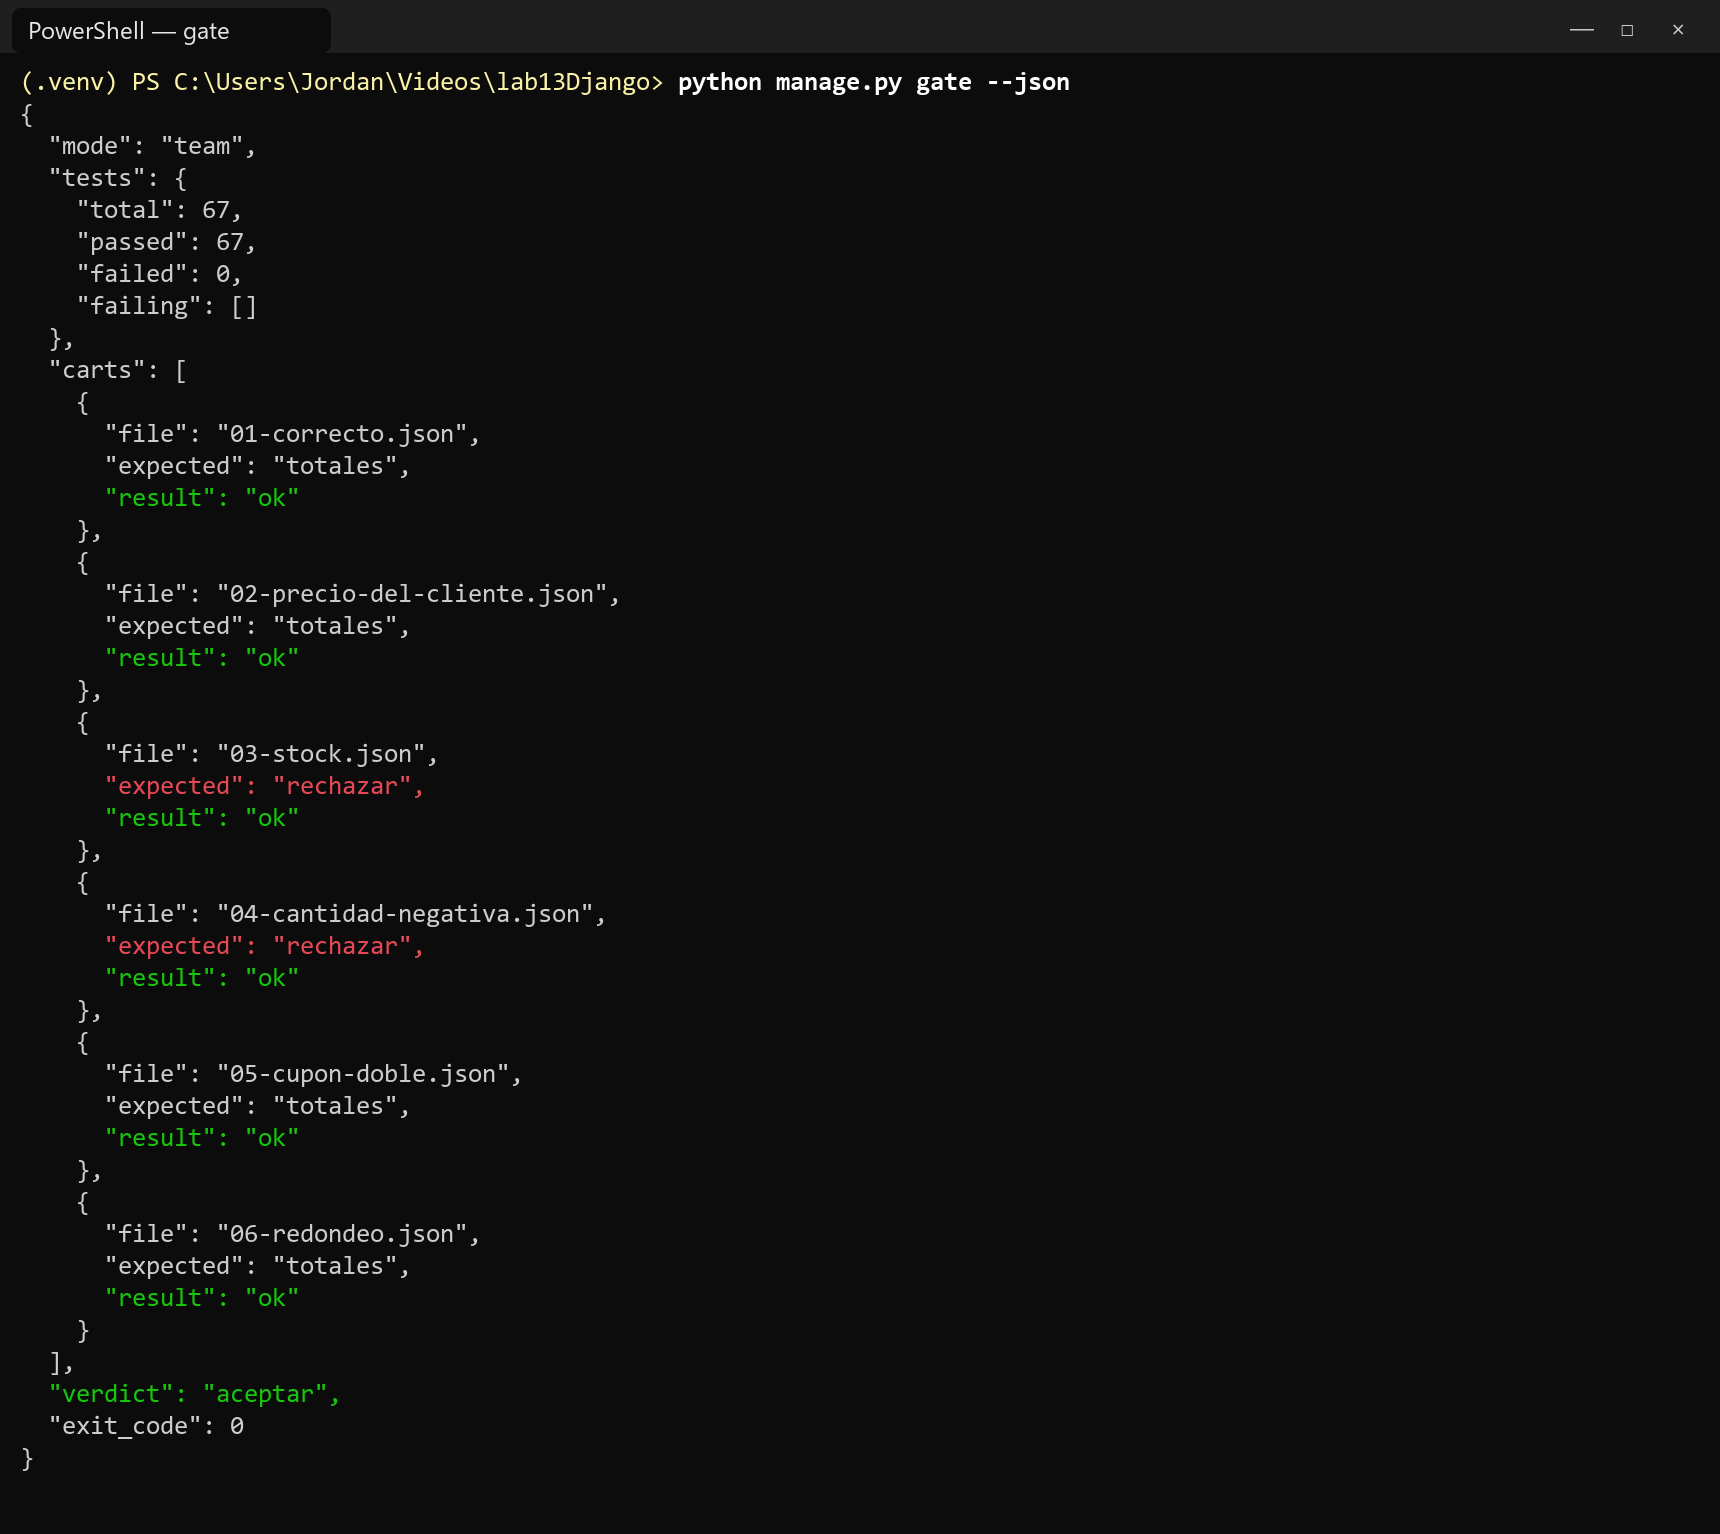 PowerShell — gate
(.venv) PS C:\Users\Jordan\Videos\lab13Django> python manage.py gate --json
{
  "mode": "team",
  "tests": {
    "total": 67,
    "passed": 67,
    "failed": 0,
    "failing": []
  },
  "carts": [
    {
      "file": "01-correcto.json",
      "expected": "totales",
      "result": "ok"
    },
    {
      "file": "02-precio-del-cliente.json",
      "expected": "totales",
      "result": "ok"
    },
    {
      "file": "03-stock.json",
      "expected": "rechazar",
      "result": "ok"
    },
    {
      "file": "04-cantidad-negativa.json",
      "expected": "rechazar",
      "result": "ok"
    },
    {
      "file": "05-cupon-doble.json",
      "expected": "totales",
      "result": "ok"
    },
    {
      "file": "06-redondeo.json",
      "expected": "totales",
      "result": "ok"
    }
  ],
  "verdict": "aceptar",
  "exit_code": 0
}